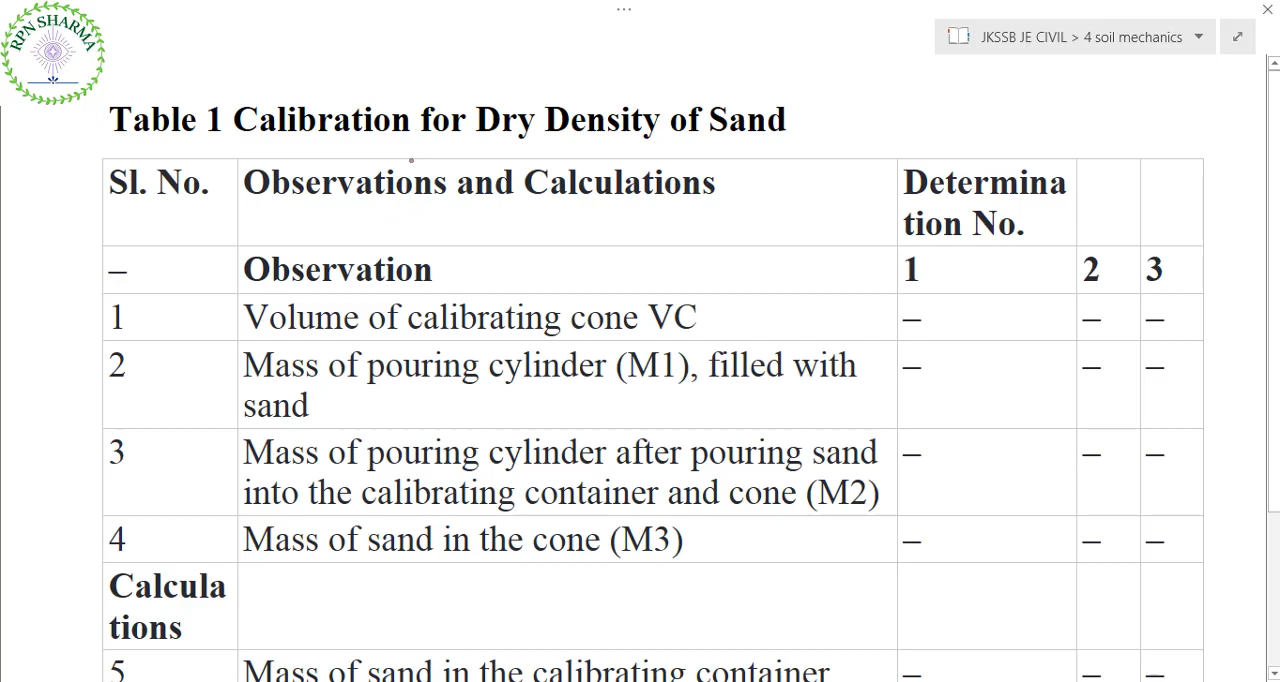 ...
RPN SHARMA
JKSSB JE CIVIL > 4 soil mechanics
Table 1 Calibration for Dry Density of Sand
Sl. No. Observations and Calculations Determina
tion No.
– Observation 1 2 3
1 Volume of calibrating cone VC – – –
2 Mass of pouring cylinder (M1), filled with – – –
sand
3 Mass of pouring cylinder after pouring sand – – –
into the calibrating container and cone (M2)
4 Mass of sand in the cone (M3) – – –
Calcula
tions
5 Mass of sand in the calibrating container – – –